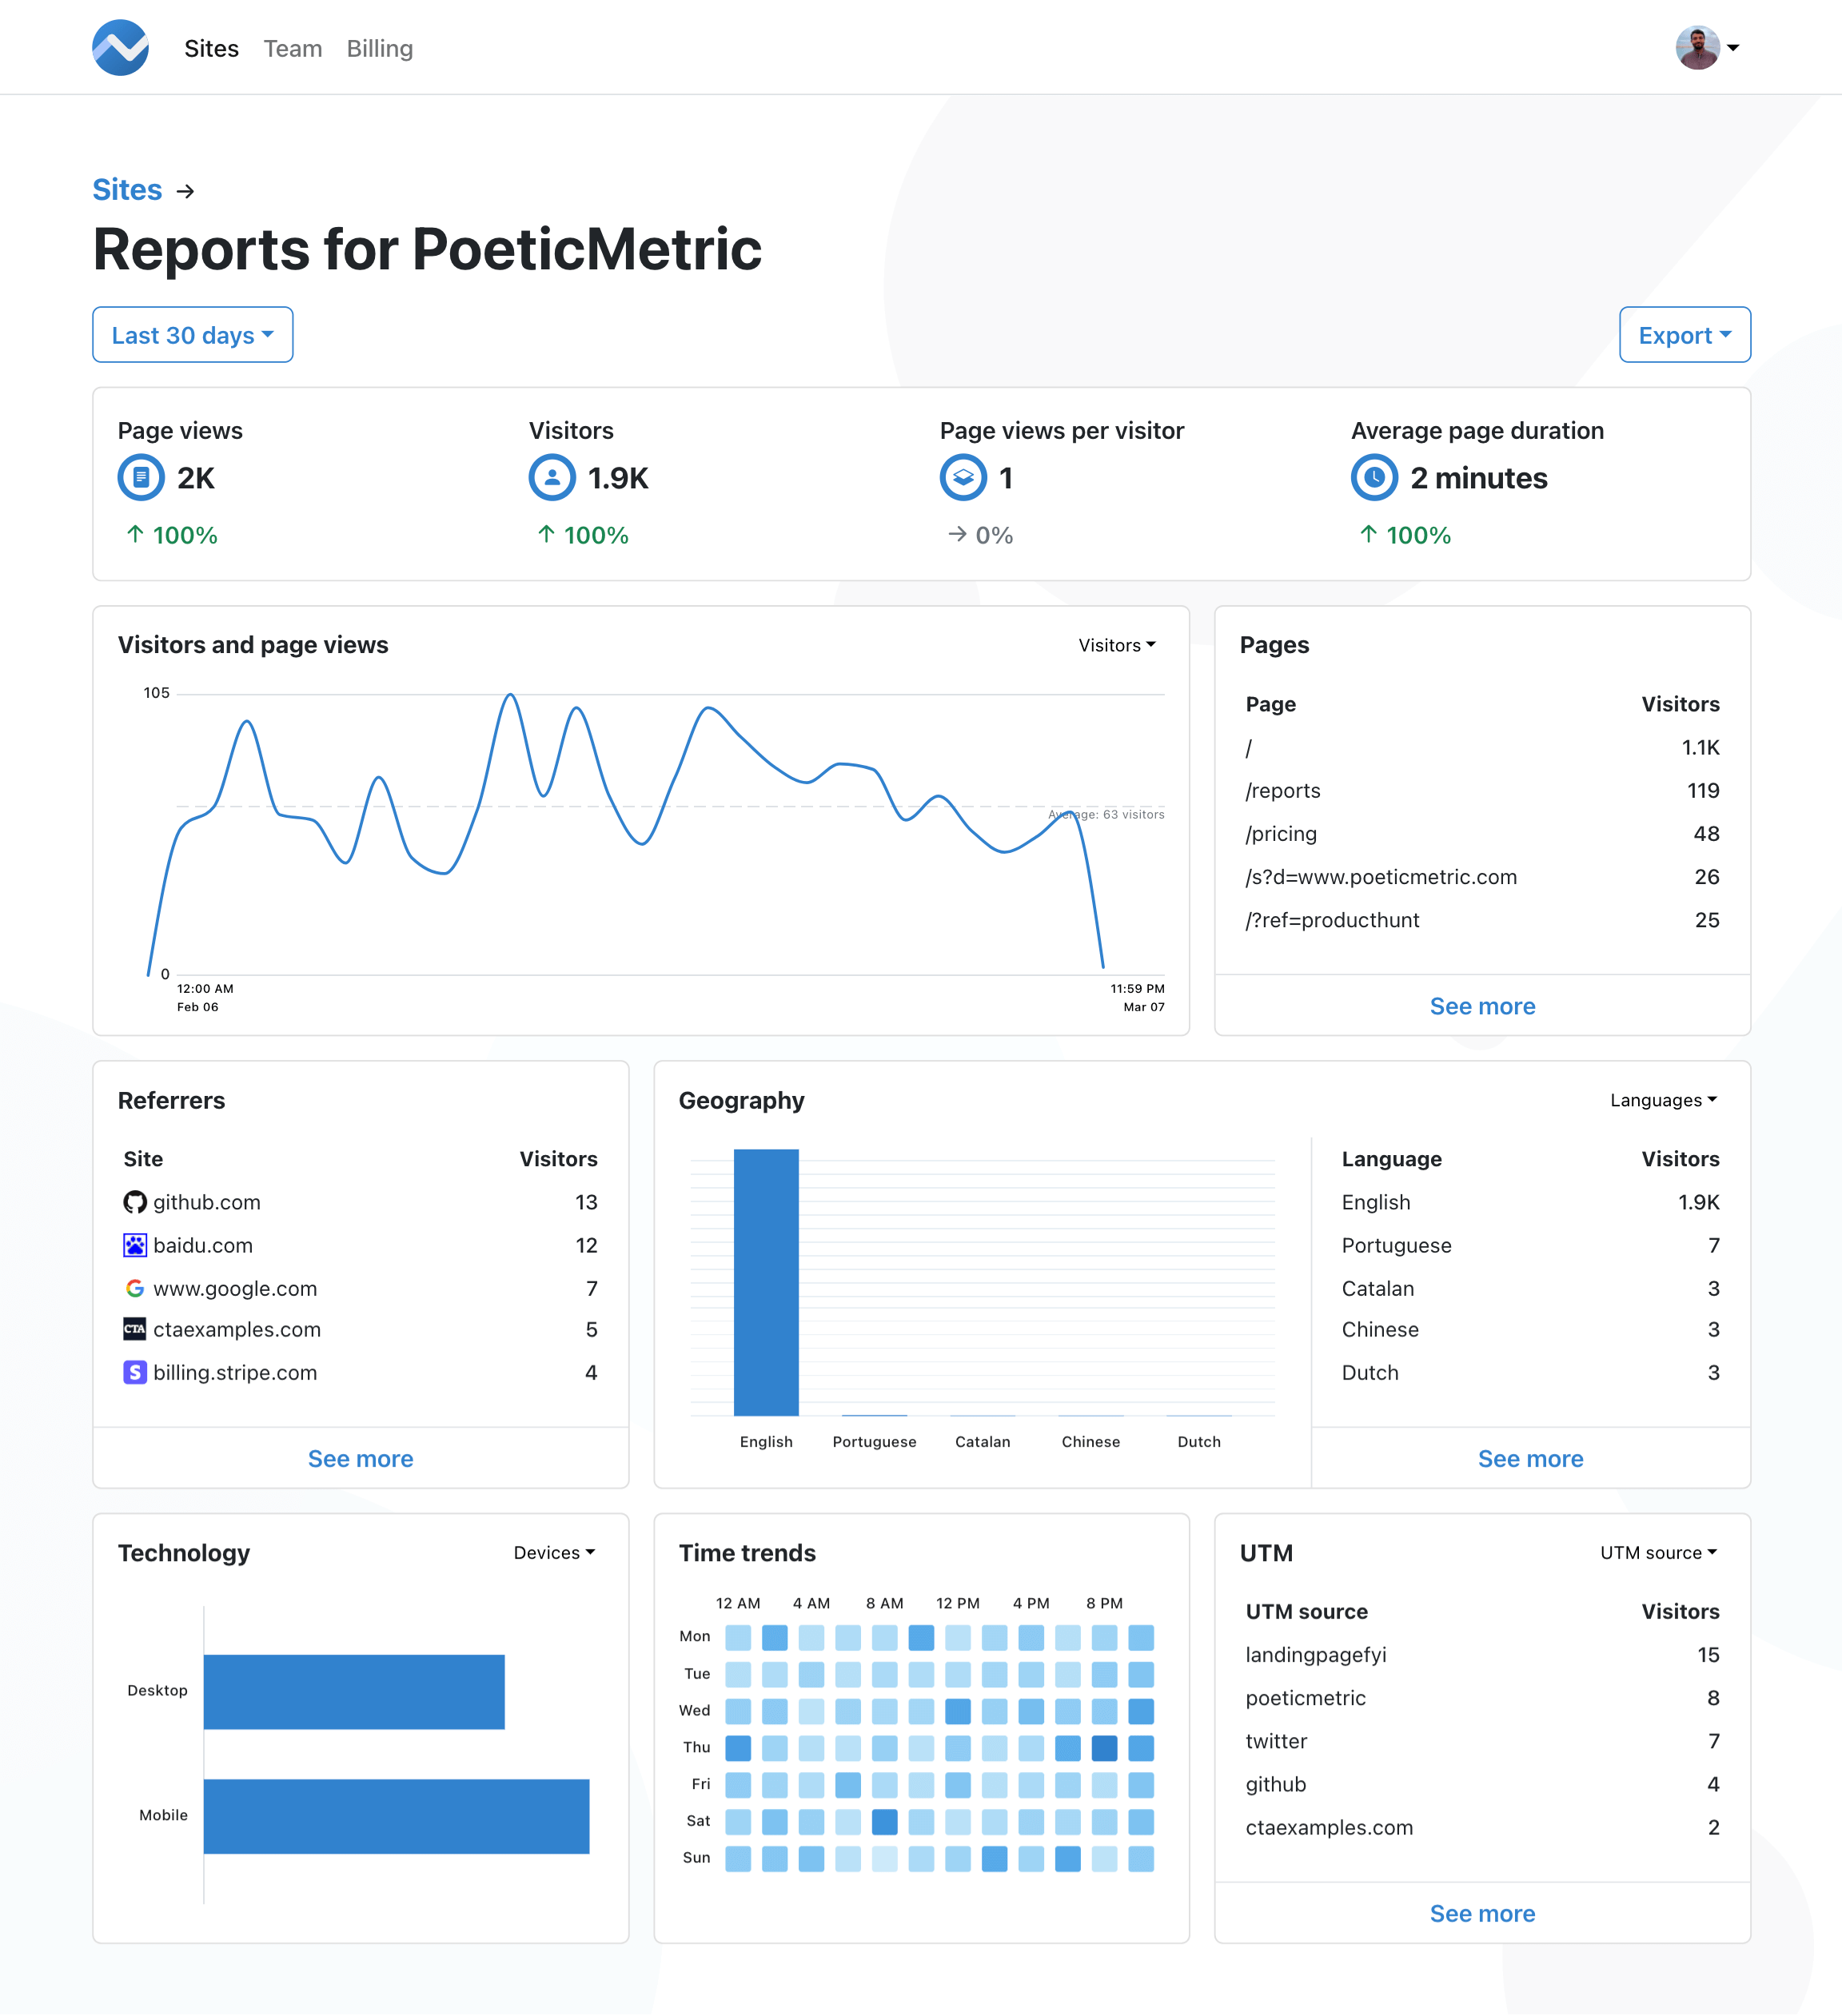 Sites Team Billing
Sites →
Reports for PoeticMetric
Last 30 days
Export
Page views
2K
↑ 100%
Visitors
1.9K
↑ 100%
Page views per visitor
1
→ 0%
Average page duration
2 minutes
↑ 100%
Visitors and page views
Visitors
105
Average: 63 visitors
0
12:00 AM
Feb 06
11:59 PM
Mar 07
Pages
Page Visitors
/ 1.1K
/reports 119
/pricing 48
/s?d=www.poeticmetric.com 26
/?ref=producthunt 25
See more
Referrers
Site Visitors
github.com 13
baidu.com 12
www.google.com 7
CTA ctaexamples.com 5
S billing.stripe.com 4
See more
Geography
Languages
English Portuguese Catalan Chinese Dutch
Language Visitors
English 1.9K
Portuguese 7
Catalan 3
Chinese 3
Dutch 3
See more
Technology
Devices
Desktop
Mobile
Time trends
12 AM 4 AM 8 AM 12 PM 4 PM 8 PM
Mon
Tue
Wed
Thu
Fri
Sat
Sun
UTM
UTM source
UTM source Visitors
landingpagefyi 15
poeticmetric 8
twitter 7
github 4
ctaexamples.com 2
See more